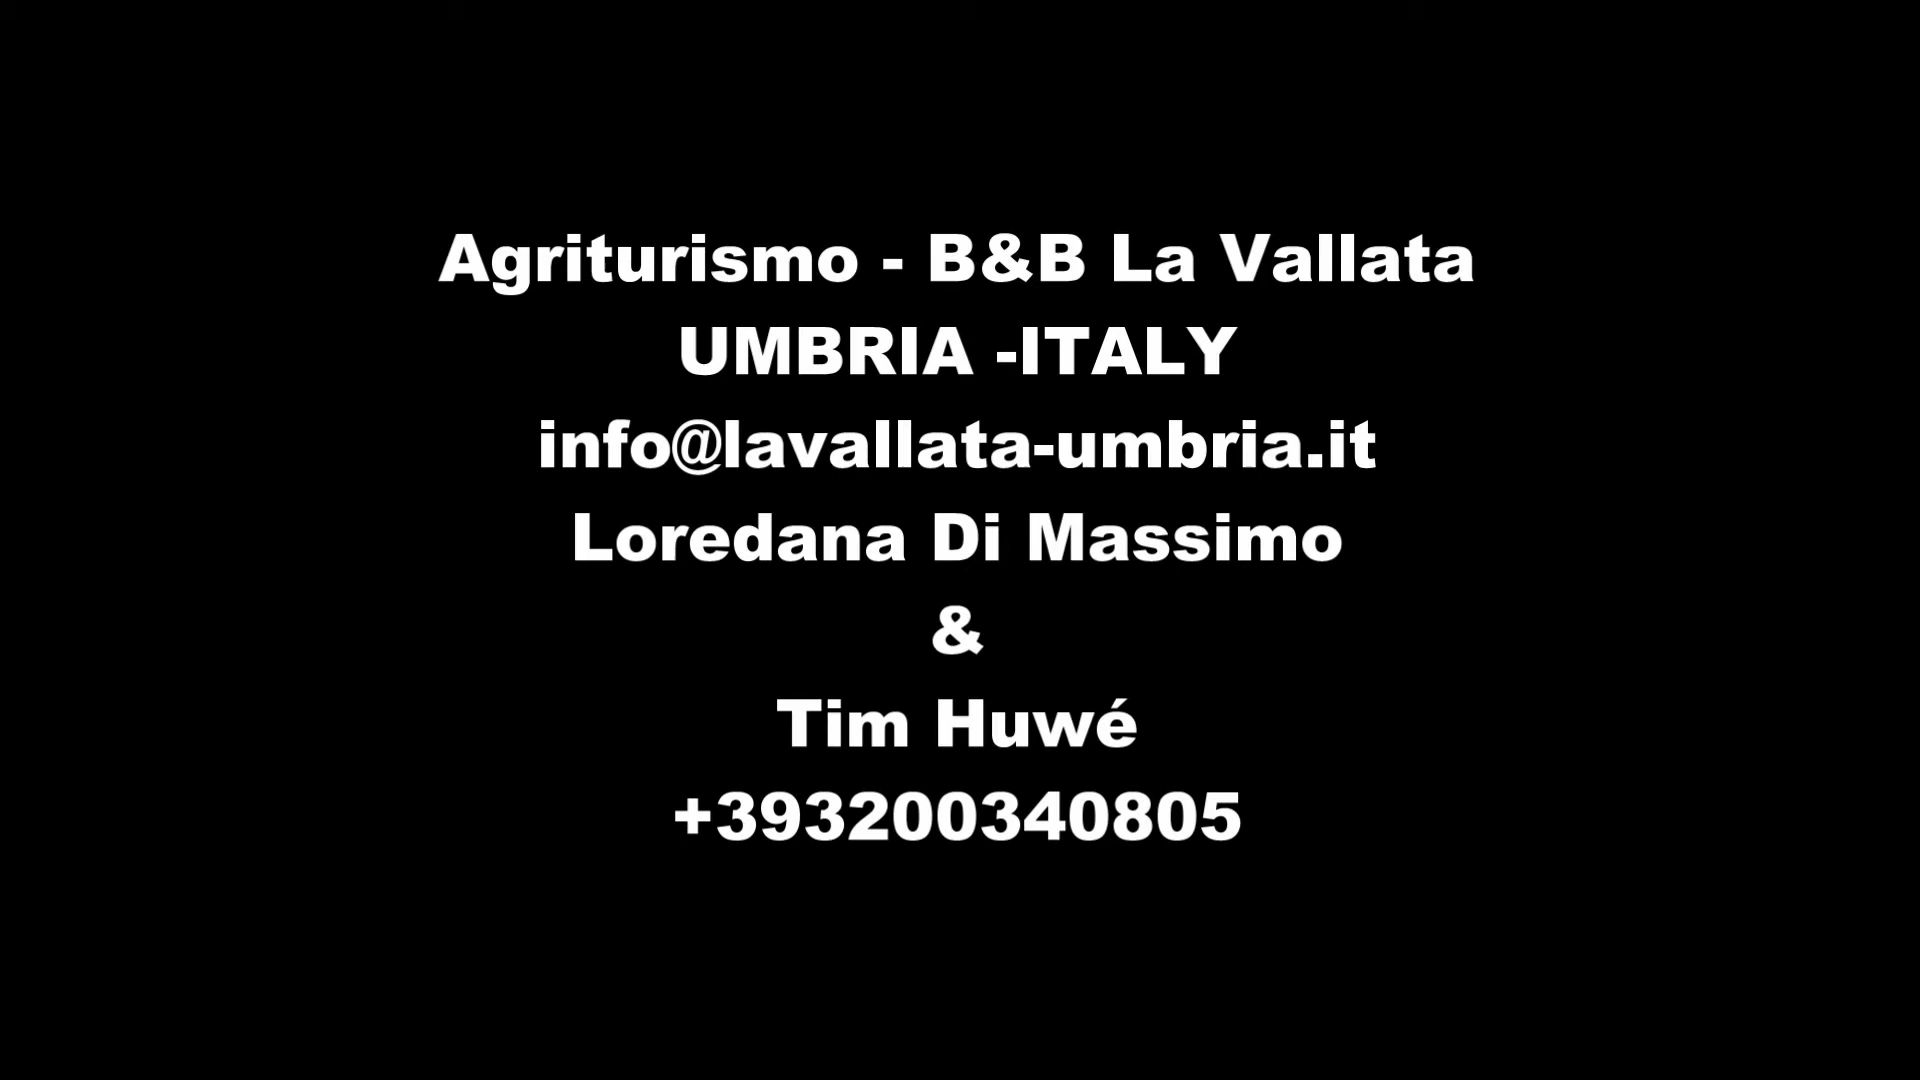 Agriturismo - B&B La Vallata
UMBRIA -ITALY
info@lavallata-umbria.it
Loredana Di Massimo
&
Tim Huwé
+393200340805